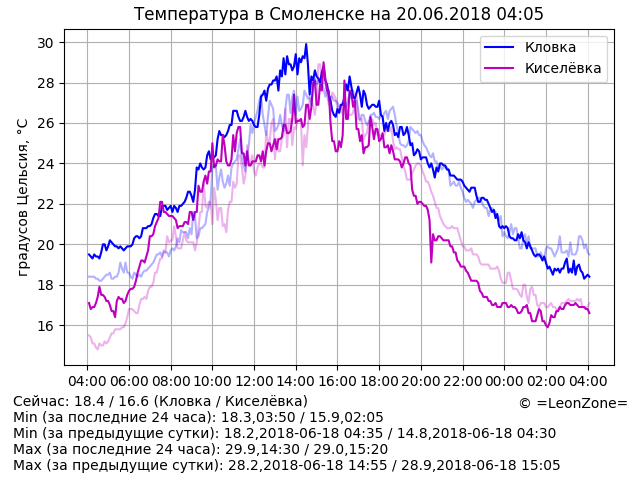 Температура в Смоленске на 20.06.2018 04:05
Кловка
Киселёвка
градусов Цельсия, °C
30
28
26
24
22
20
18
16
04:00 06:00 08:00 10:00 12:00 14:00 16:00 18:00 20:00 22:00 00:00 02:00 04:00
Сейчас: 18.4 / 16.6 (Кловка / Киселёвка)
© =LeonZone=
Min (за последние 24 часа): 18.3,03:50 / 15.9,02:05
Min (за предыдущие сутки): 18.2,2018-06-18 04:35 / 14.8,2018-06-18 04:30
Max (за последние 24 часа): 29.9,14:30 / 29.0,15:20
Max (за предыдущие сутки): 28.2,2018-06-18 14:55 / 28.9,2018-06-18 15:05